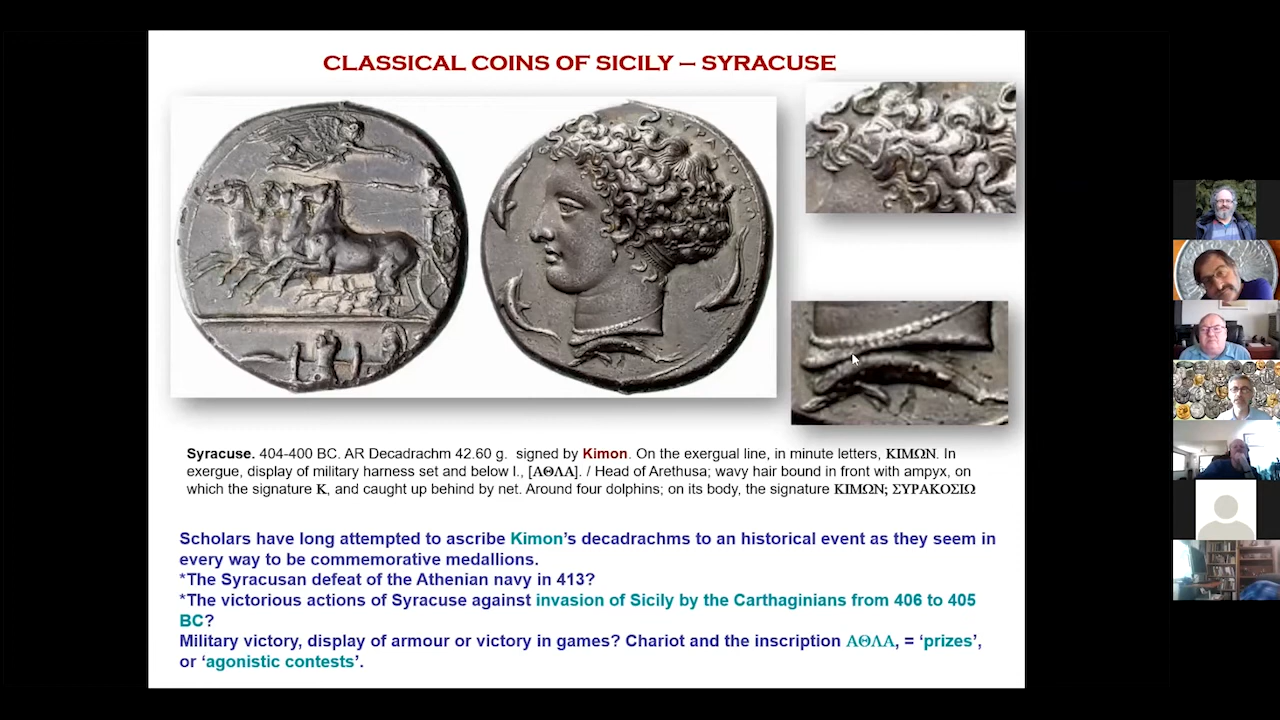 CLASSICAL COINS OF SICILY – SYRACUSE
ΣΥΡΑΚΟΣΙΩ
Syracuse. 404-400 BC. AR Decadrachm 42.60 g. signed by Kimon. On the exergual line, in minute letters, ΚΙΜΩΝ. In
exergue, display of military harness set and below l., [ΑΘΛΑ]. / Head of Arethusa; wavy hair bound in front with ampyx, on
which the signature Κ, and caught up behind by net. Around four dolphins; on its body, the signature ΚΙΜΩΝ; ΣΥΡΑΚΟΣΙΩ
Scholars have long attempted to ascribe Kimon's decadrachms to an historical event as they seem in
every way to be commemorative medallions.
*The Syracusan defeat of the Athenian navy in 413?
*The victorious actions of Syracuse against invasion of Sicily by the Carthaginians from 406 to 405
BC?
Military victory, display of armour or victory in games? Chariot and the inscription ΑΘΛΑ, = ‘prizes’,
or ‘agonistic contests’.